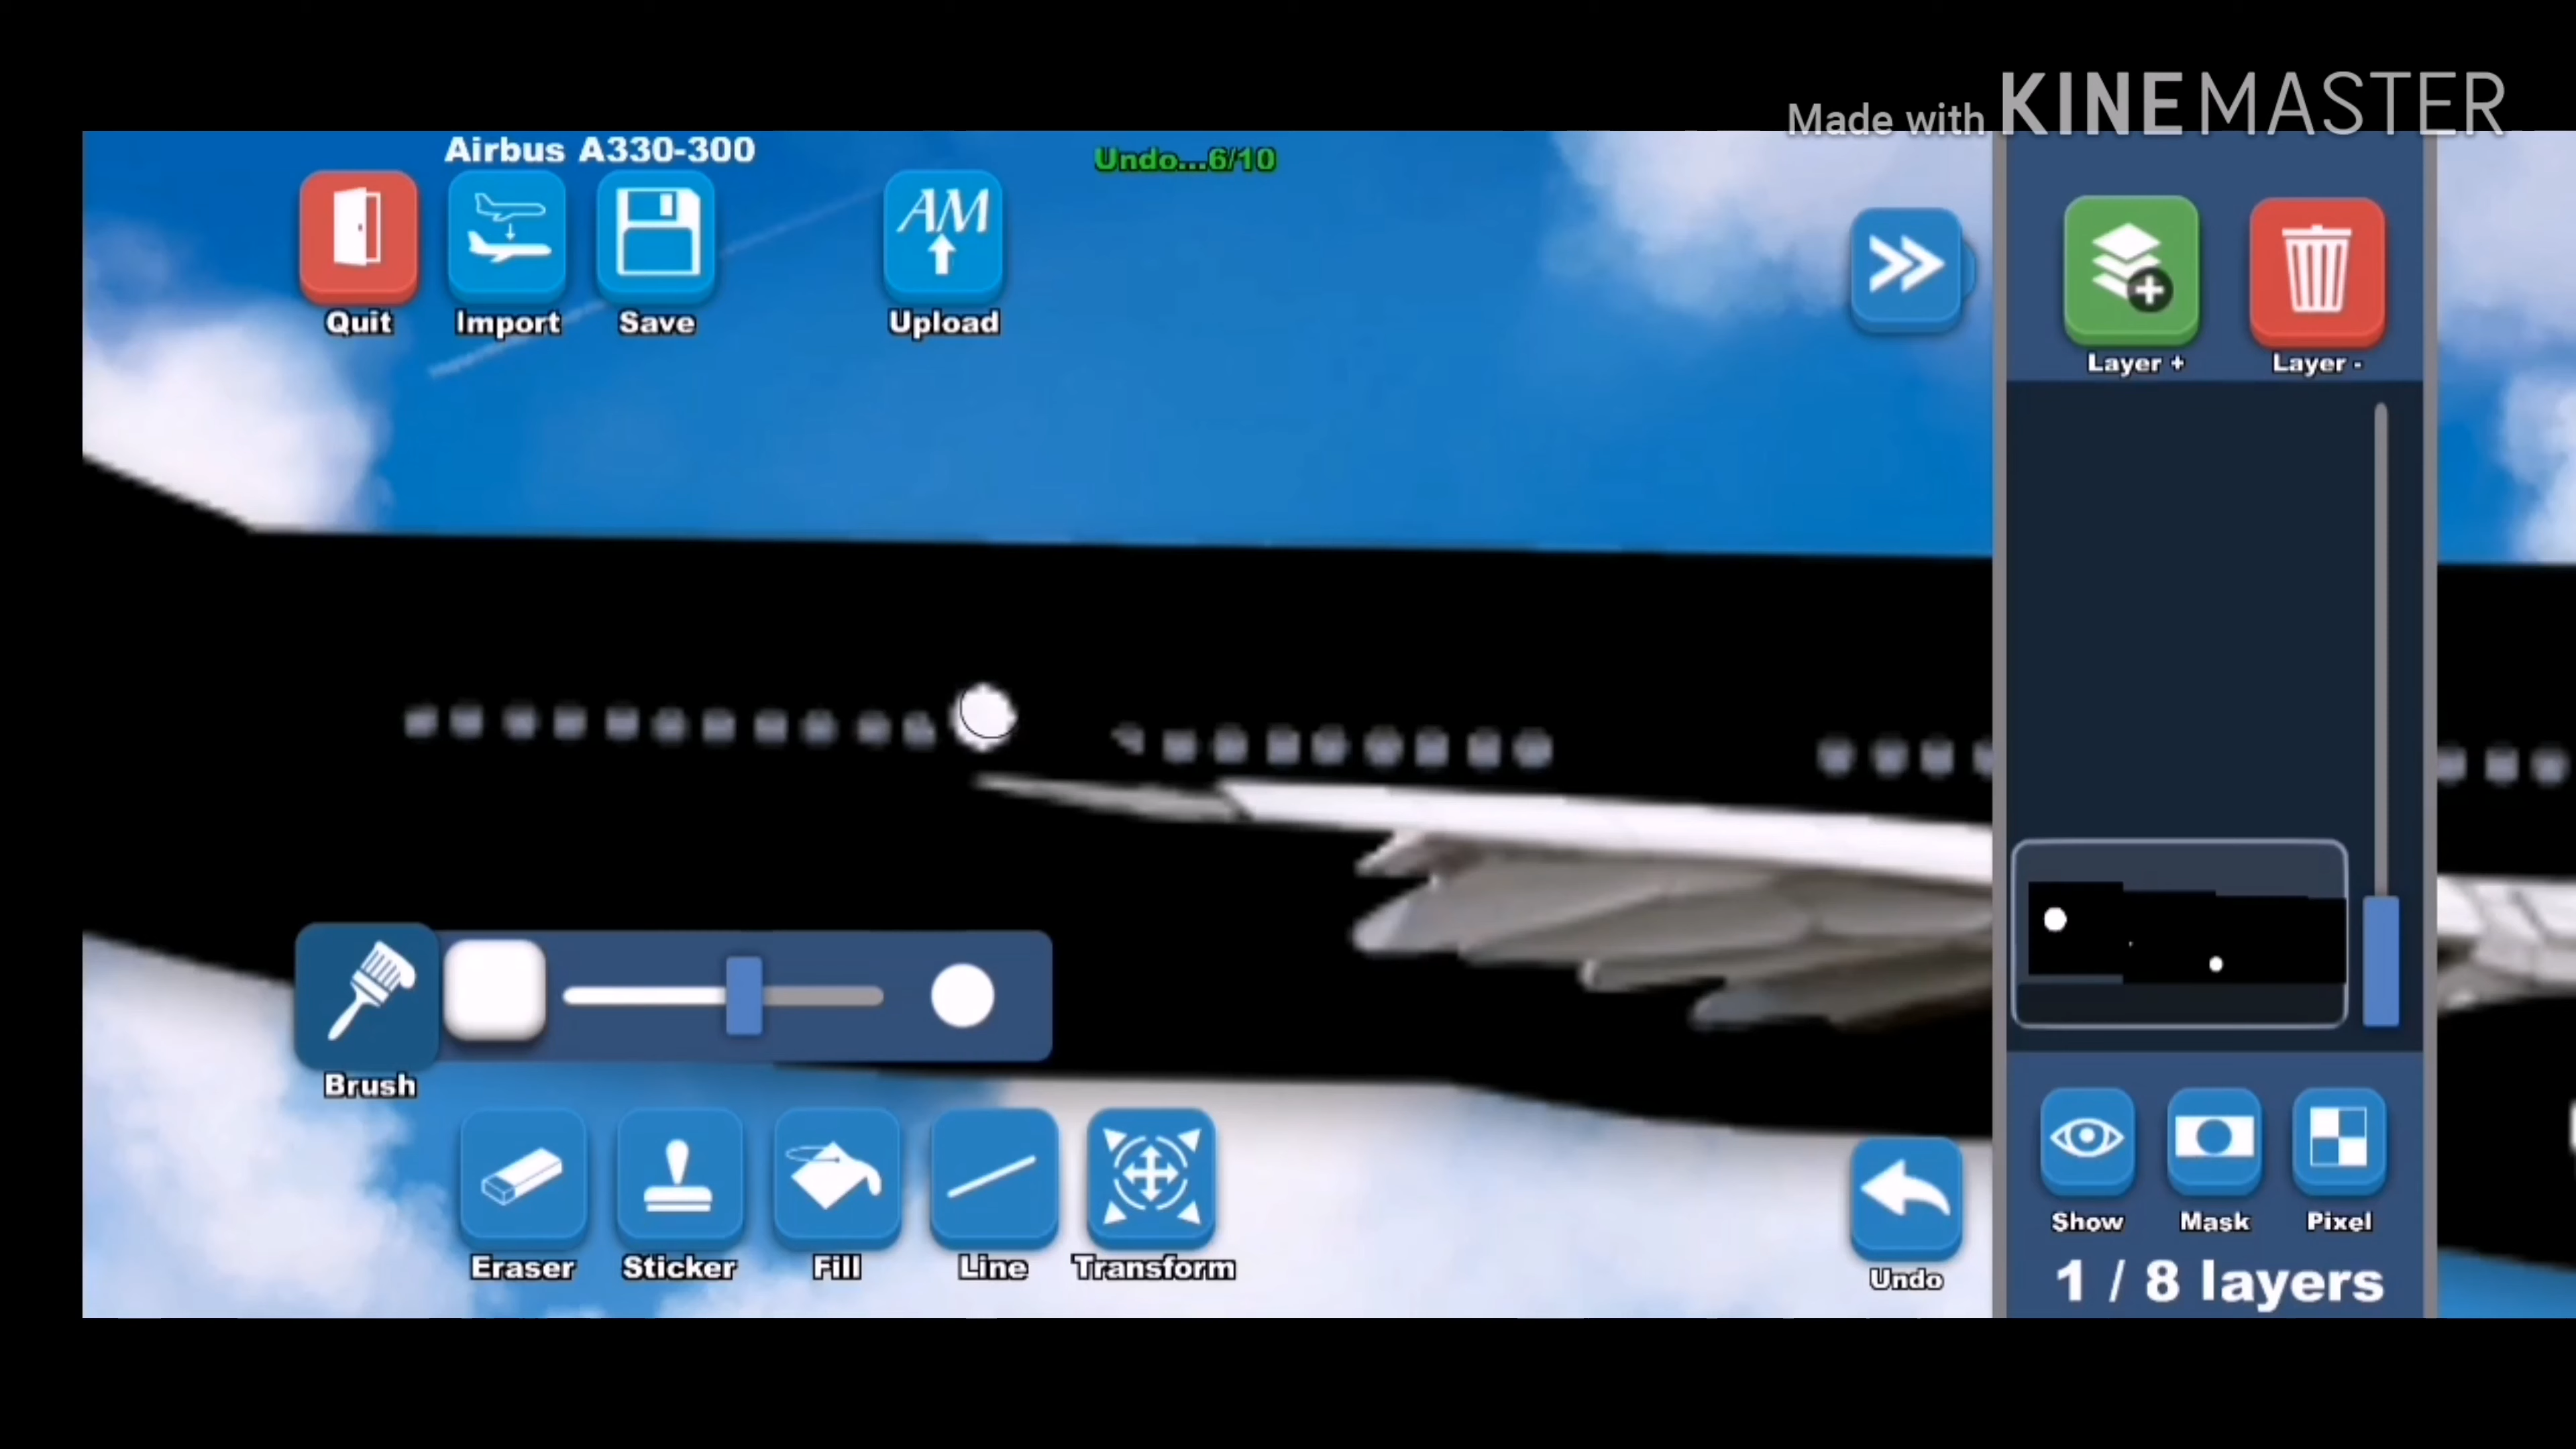 Made with KINEMASTER
Airbus A330-300
Undo...6/10
AM
Quit
Import
Save
Upload
Layer +
Layer -
Brush
Eraser
Sticker
Fill
Line
Transform
Undo
Show
Mask
Pixel
1 / 8 layers